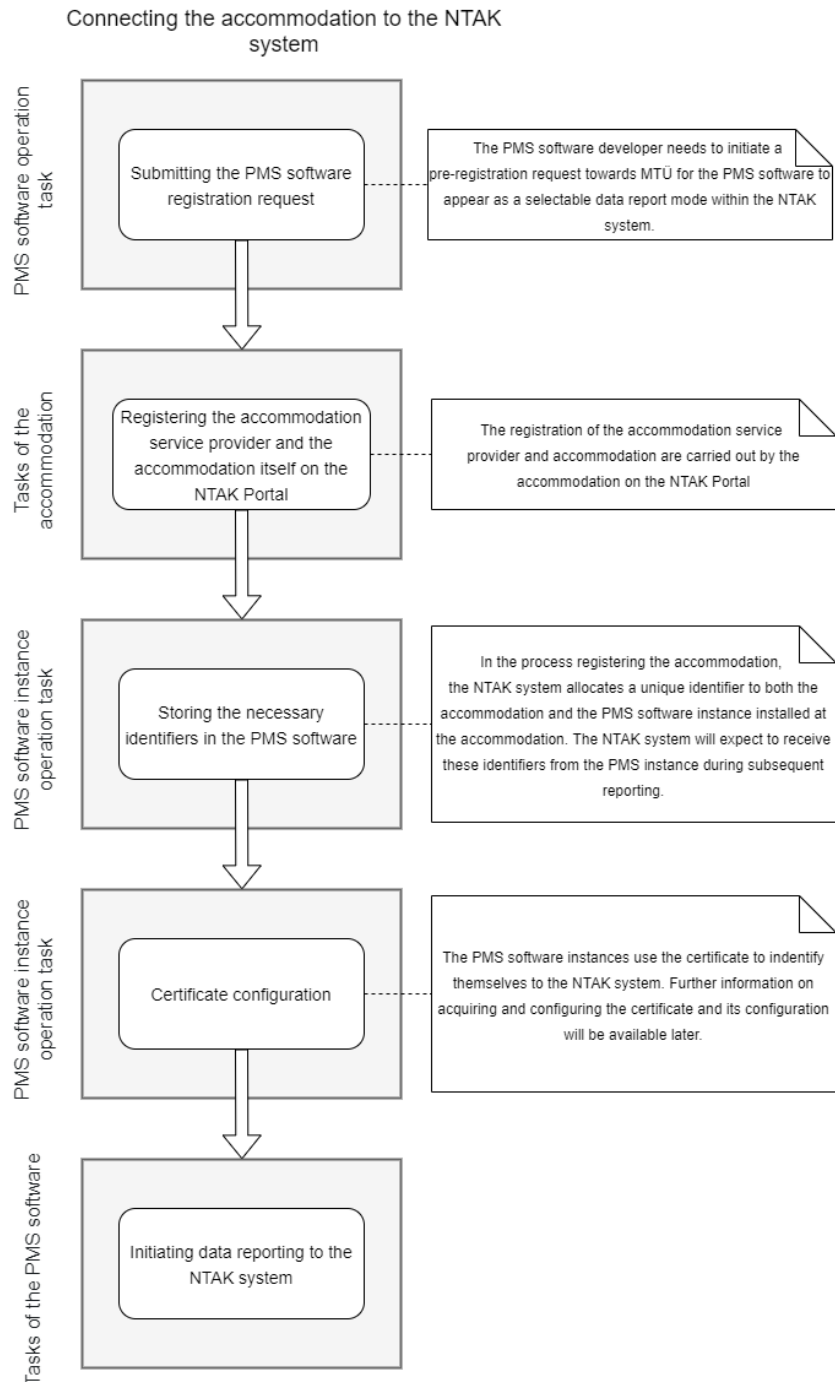 Connecting the accommodation to the NTAK
system
PMS software operation
task
Submitting the PMS software
registration request
The PMS software developer needs to initiate a
pre-registration request towards MTÜ for the PMS software to
appear as a selectable data report mode within the NTAK
system.
Tasks of the
accommodation
Registering the accommodation
service provider and the
accommodation itself on the
NTAK Portal
The registration of the accommodation service
provider and accommodation are carried out by the
accommodation on the NTAK Portal
PMS software instance
operation task
Storing the necessary
identifiers in the PMS software
In the process registering the accommodation,
the NTAK system allocates a unique identifier to both the
accommodation and the PMS software instance installed at
the accommodation. The NTAK system will expect to receive
these identifiers from the PMS instance during subsequent
reporting.
PMS software instance
operation task
Certificate configuration
The PMS software instances use the certificate to indentify
themselves to the NTAK system. Further information on
acquiring and configuring the certificate and its configuration
will be available later.
Tasks of the PMS software
Initiating data reporting to the
NTAK system